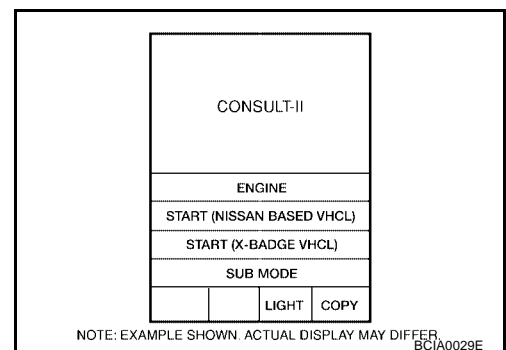 CONSULT-II
ENGINE
START (NISSAN BASED VHCL)
START (X-BADGE VHCL)
SUB MODE
LIGHT COPY
NOTE: EXAMPLE SHOWN. ACTUAL DISPLAY MAY DIFFER.
BCIA0029E